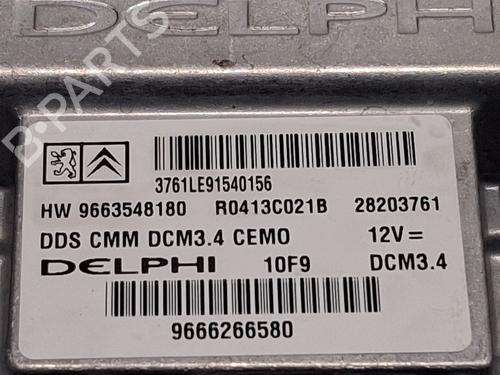 DELPHI
B-PARTS
3761LE91540156
HW 9663548180 R0413C021B 28203761
DDS CMM DCM3.4 CEMO 12V=
DELPHI 10F9 DCM3.4
9666266580